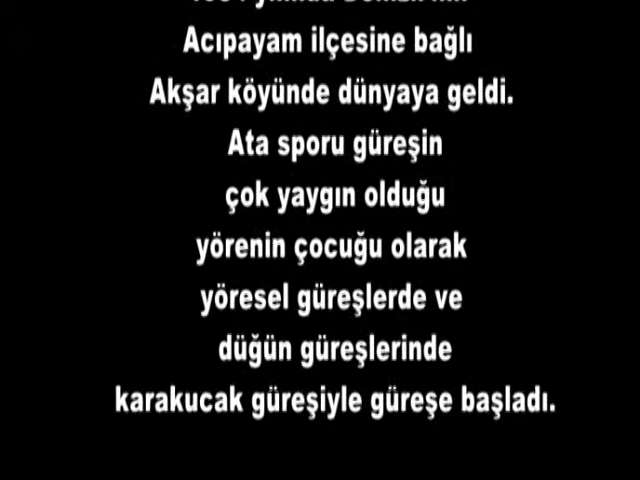 Acıpayam ilçesine bağlı
Akşar köyünde dünyaya geldi.
Ata sporu güreşin
çok yaygın olduğu
yörenin çocuğu olarak
yöresel güreşlerde ve
düğün güreşlerinde
karakucak güreşiyle güreşe başladı.